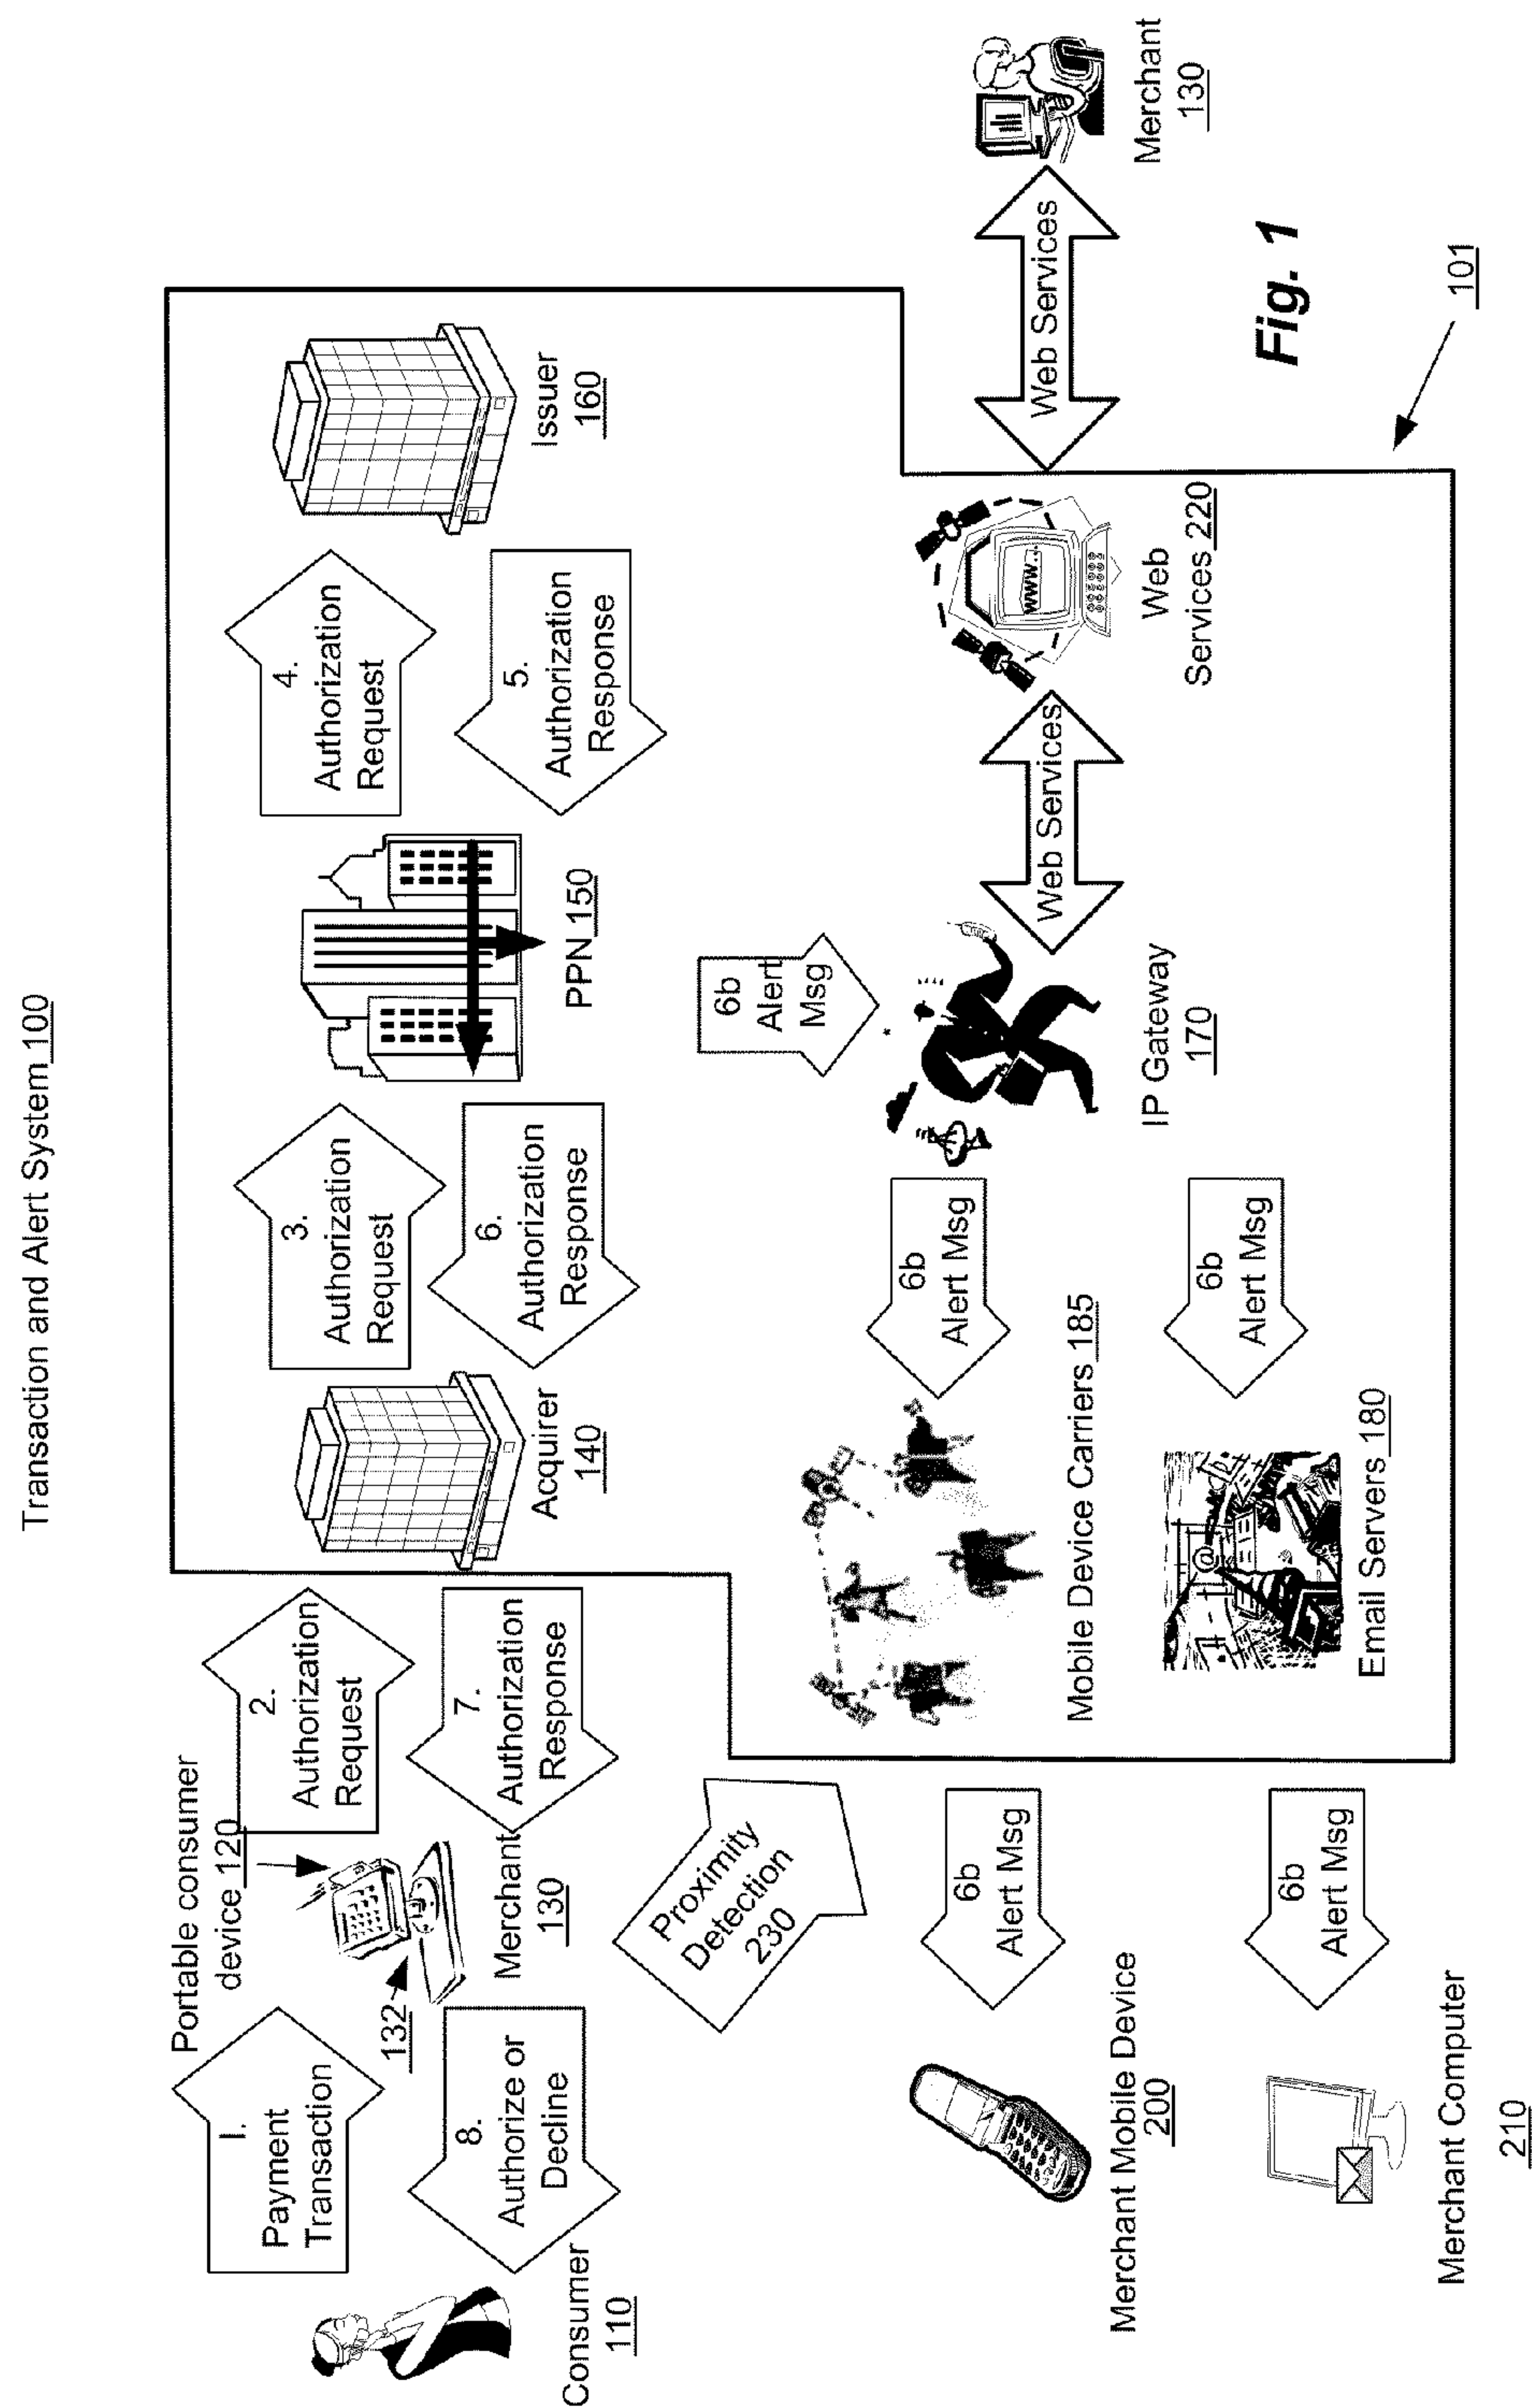 Transaction and Alert System 100
Portable consumer
device 120
1.
Payment
Transaction
2.
Authorization
Request
3.
Authorization
Request
4.
Authorization
Request
132
Consumer
110
8.
Authorize or
Decline
Merchant
130
7.
Authorization
Response
Acquirer
140
6.
Authorization
Response
PPN 150
5.
Authorization
Response
Issuer
160
Proximity
Detection
230
6b
Alert
Msg
Merchant Mobile Device
200
6b
Alert Msg
Mobile Device Carriers 185
6b
Alert Msg
IP Gateway
170
Web Services
www..
Web
Services 220
Web Services
Merchant
130
Merchant Computer
210
6b
Alert Msg
@
Email Servers 180
6b
Alert Msg
Fig. 1
101